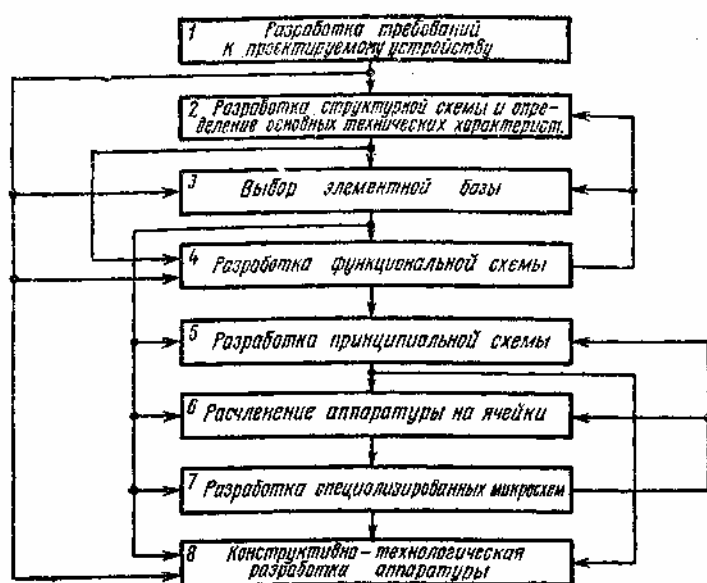 1 Разработка требований
к проектируемому устройству
2 Разработка структурной схемы и опре-
деление основных технических характерист.
3 Выбор элементной базы
4 Разработка функциональной схемы
5 Разработка принципиальной схемы
6 Расчленение аппаратуры на ячейки
7 Разработка специализированных микросхем
8 Конструктивно-технологическая
разработка аппаратуры